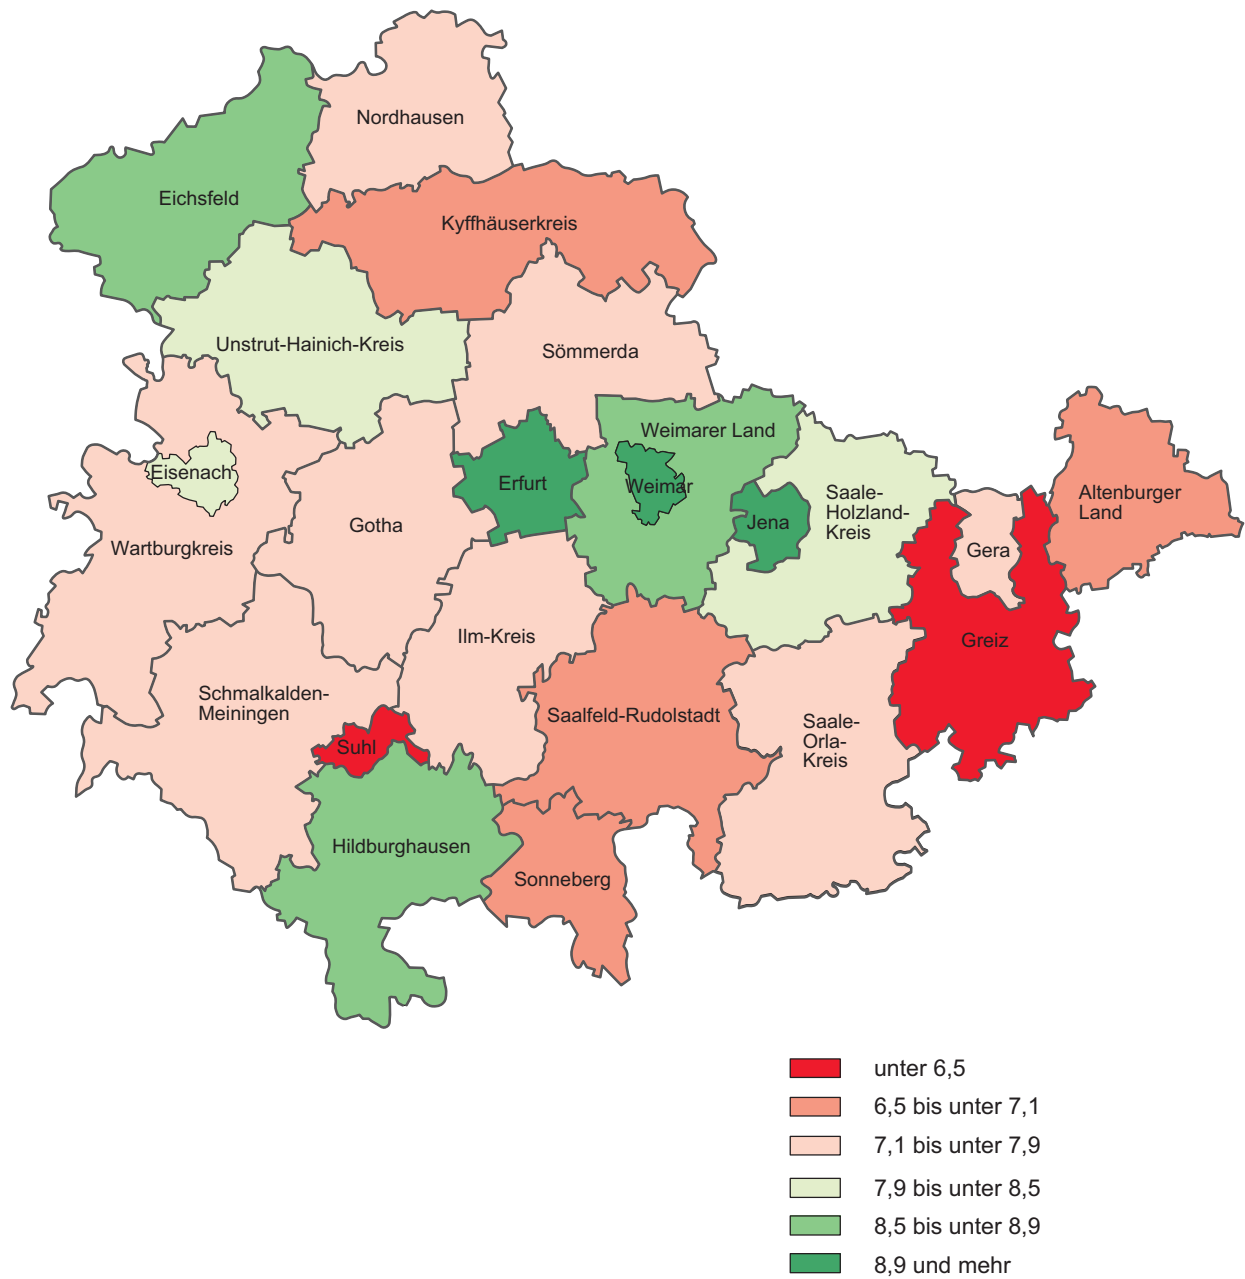 Nordhausen
Eichsfeld
Kyffhäuserkreis
Unstrut-Hainich-Kreis
Sömmerda
Weimarer Land
Eisenach
Erfurt
Weimar
Jena
Saale-
Holzland-
Kreis
Altenburger
Land
Gotha
Wartburgkreis
Gera
Ilm-Kreis
Greiz
Schmalkalden-
Meiningen
Saalfeld-Rudolstadt
Saale-
Orla-
Kreis
Suhl
Hildburghausen
Sonneberg
unter 6,5
6,5 bis unter 7,1
7,1 bis unter 7,9
7,9 bis unter 8,5
8,5 bis unter 8,9
8,9 und mehr